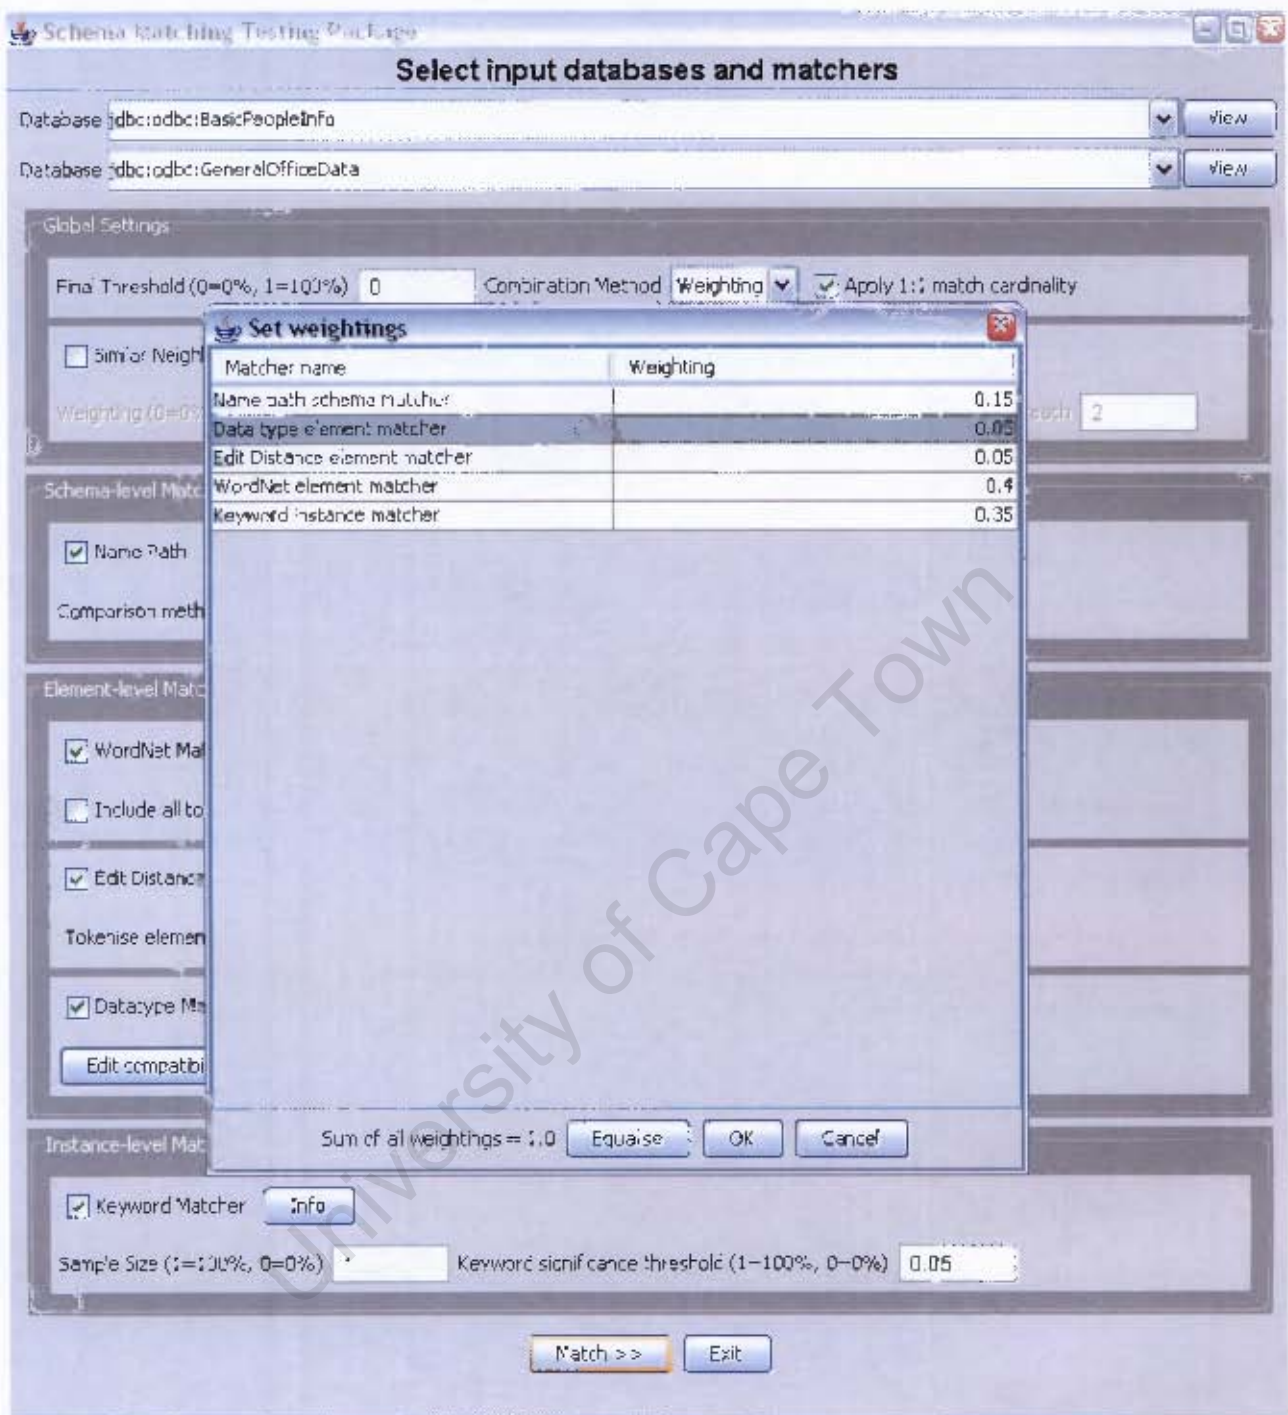 Schema Matching Testing Package
Select input databases and matchers
Database jdbc:odbc:BasicPeopleInfo View
Database jdbc:odbc:GeneralOfficeData View
Global Settings
Final Threshold (0=0%, 1=100%) 0 Combination Method Weighting Apply 1:1 match cardinality
Set weightings
Similar Neigh
Matcher name Weighting
Name path schema matcher 0.15
Weighting (0=0% 2
Data type element matcher 0.05
Edit Distance element matcher 0.05
Schema-level Matc
WordNet element matcher 0.4
Keyword instance matcher 0.35
Name Path
Comparison meth
Element-level Matc
WordNet Mat
Include all to
Edit Distance
Tokenise elemen
Datatype Ma
Edit compatibi
Sum of all weightings = 1.0 Equalise OK Cancel
Instance-level Mat
Keyword Matcher Info
Sample Size (1=100%, 0=0%) Keyword significance threshold (1=100%, 0=0%) 0.05
Match >> Exit
University of Cape Town